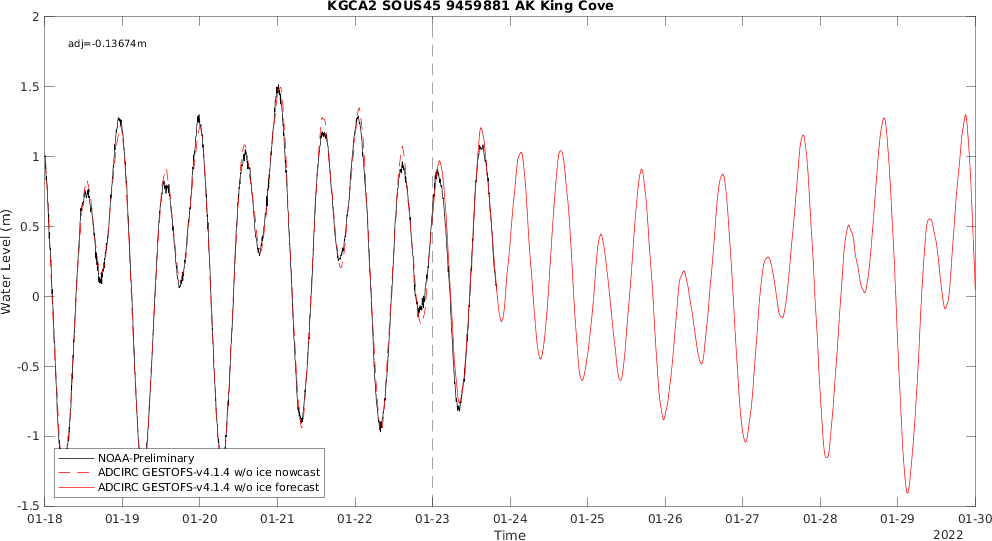 KGCA2 SOUS45 9459881 AK King Cove
adj=-0.13674m
Water Level (m)
2
1.5
1
0.5
0
-0.5
-1
-1.5
NOAA-Preliminary
ADCIRC GESTOFS-v4.1.4 w/o ice nowcast
ADCIRC GESTOFS-v4.1.4 w/o ice forecast
01-18 01-19 01-20 01-21 01-22 01-23 01-24 01-25 01-26 01-27 01-28 01-29 01-30
Time
2022